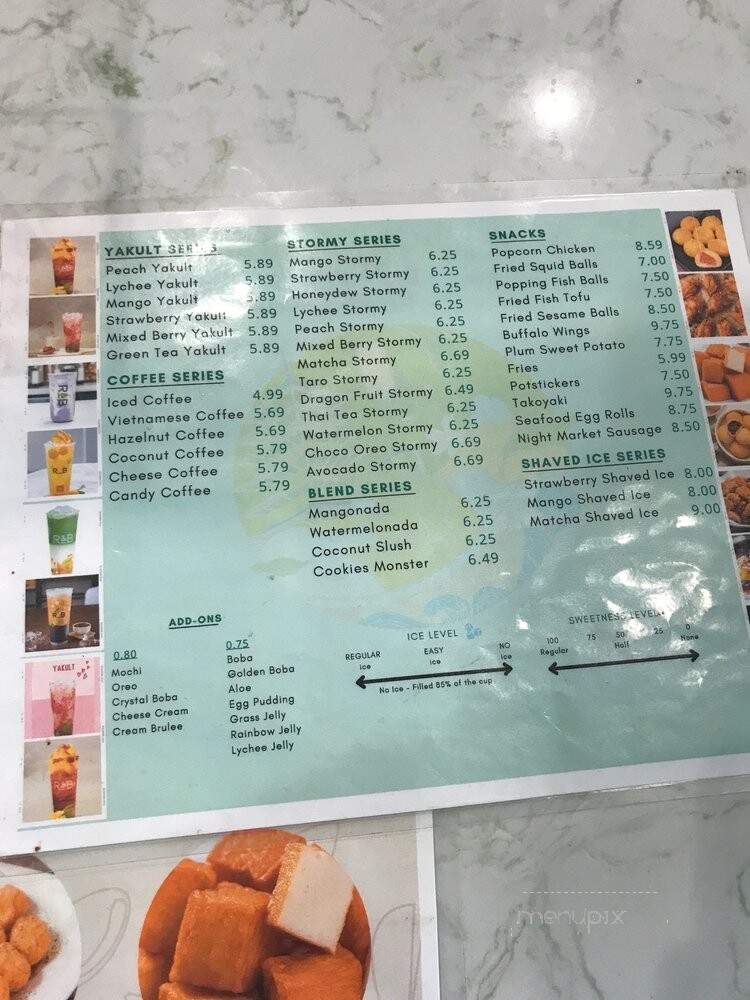 YAKULT SERIES
Peach Yakult 5.89
Lychee Yakult 5.89
Mango Yakult 5.89
Strawberry Yakult 5.89
Mixed Berry Yakult 5.89
Green Tea Yakult 5.89
COFFEE SERIES
Iced Coffee 4.99
Vietnamese Coffee 5.69
Hazelnut Coffee 5.69
Coconut Coffee 5.79
Cheese Coffee 5.79
Candy Coffee 5.79
STORMY SERIES
Mango Stormy 6.25
Strawberry Stormy 6.25
Honeydew Stormy 6.25
Lychee Stormy 6.25
Peach Stormy 6.25
Mixed Berry Stormy 6.25
Matcha Stormy 6.69
Taro Stormy 6.25
Dragon Fruit Stormy 6.49
Thai Tea Stormy 6.25
Watermelon Stormy 6.25
Choco Oreo Stormy 6.69
Avocado Stormy 6.69
BLEND SERIES
Mangonada 6.25
Watermelonada 6.25
Coconut Slush 6.25
Cookies Monster 6.49
SNACKS
Popcorn Chicken 8.59
Fried Squid Balls 7.00
Popping Fish Balls 7.50
Fried Fish Tofu 7.50
Fried Sesame Balls 8.50
Buffalo Wings 9.75
Plum Sweet Potato 7.75
Fries 5.99
Potstickers 7.50
Takoyaki 9.75
Seafood Egg Rolls 8.75
Night Market Sausage 8.50
SHAVED ICE SERIES
Strawberry Shaved Ice 8.00
Mango Shaved Ice 8.00
Matcha Shaved Ice 9.00
ADD-ONS
0.80
Mochi
Oreo
Crystal Boba
Cheese Cream
Cream Brulee
0.75
Boba
Golden Boba
Aloe
Egg Pudding
Grass Jelly
Rainbow Jelly
Lychee Jelly
ICE LEVEL
REGULAR ice EASY ice NO ice
No Ice - Filled 85% of the cup
SWEETNESS LEVEL
100 75 50 25 0
Regular Half None
R&B
R&B
R&B
R&B
YAKULT
R&B
menupix